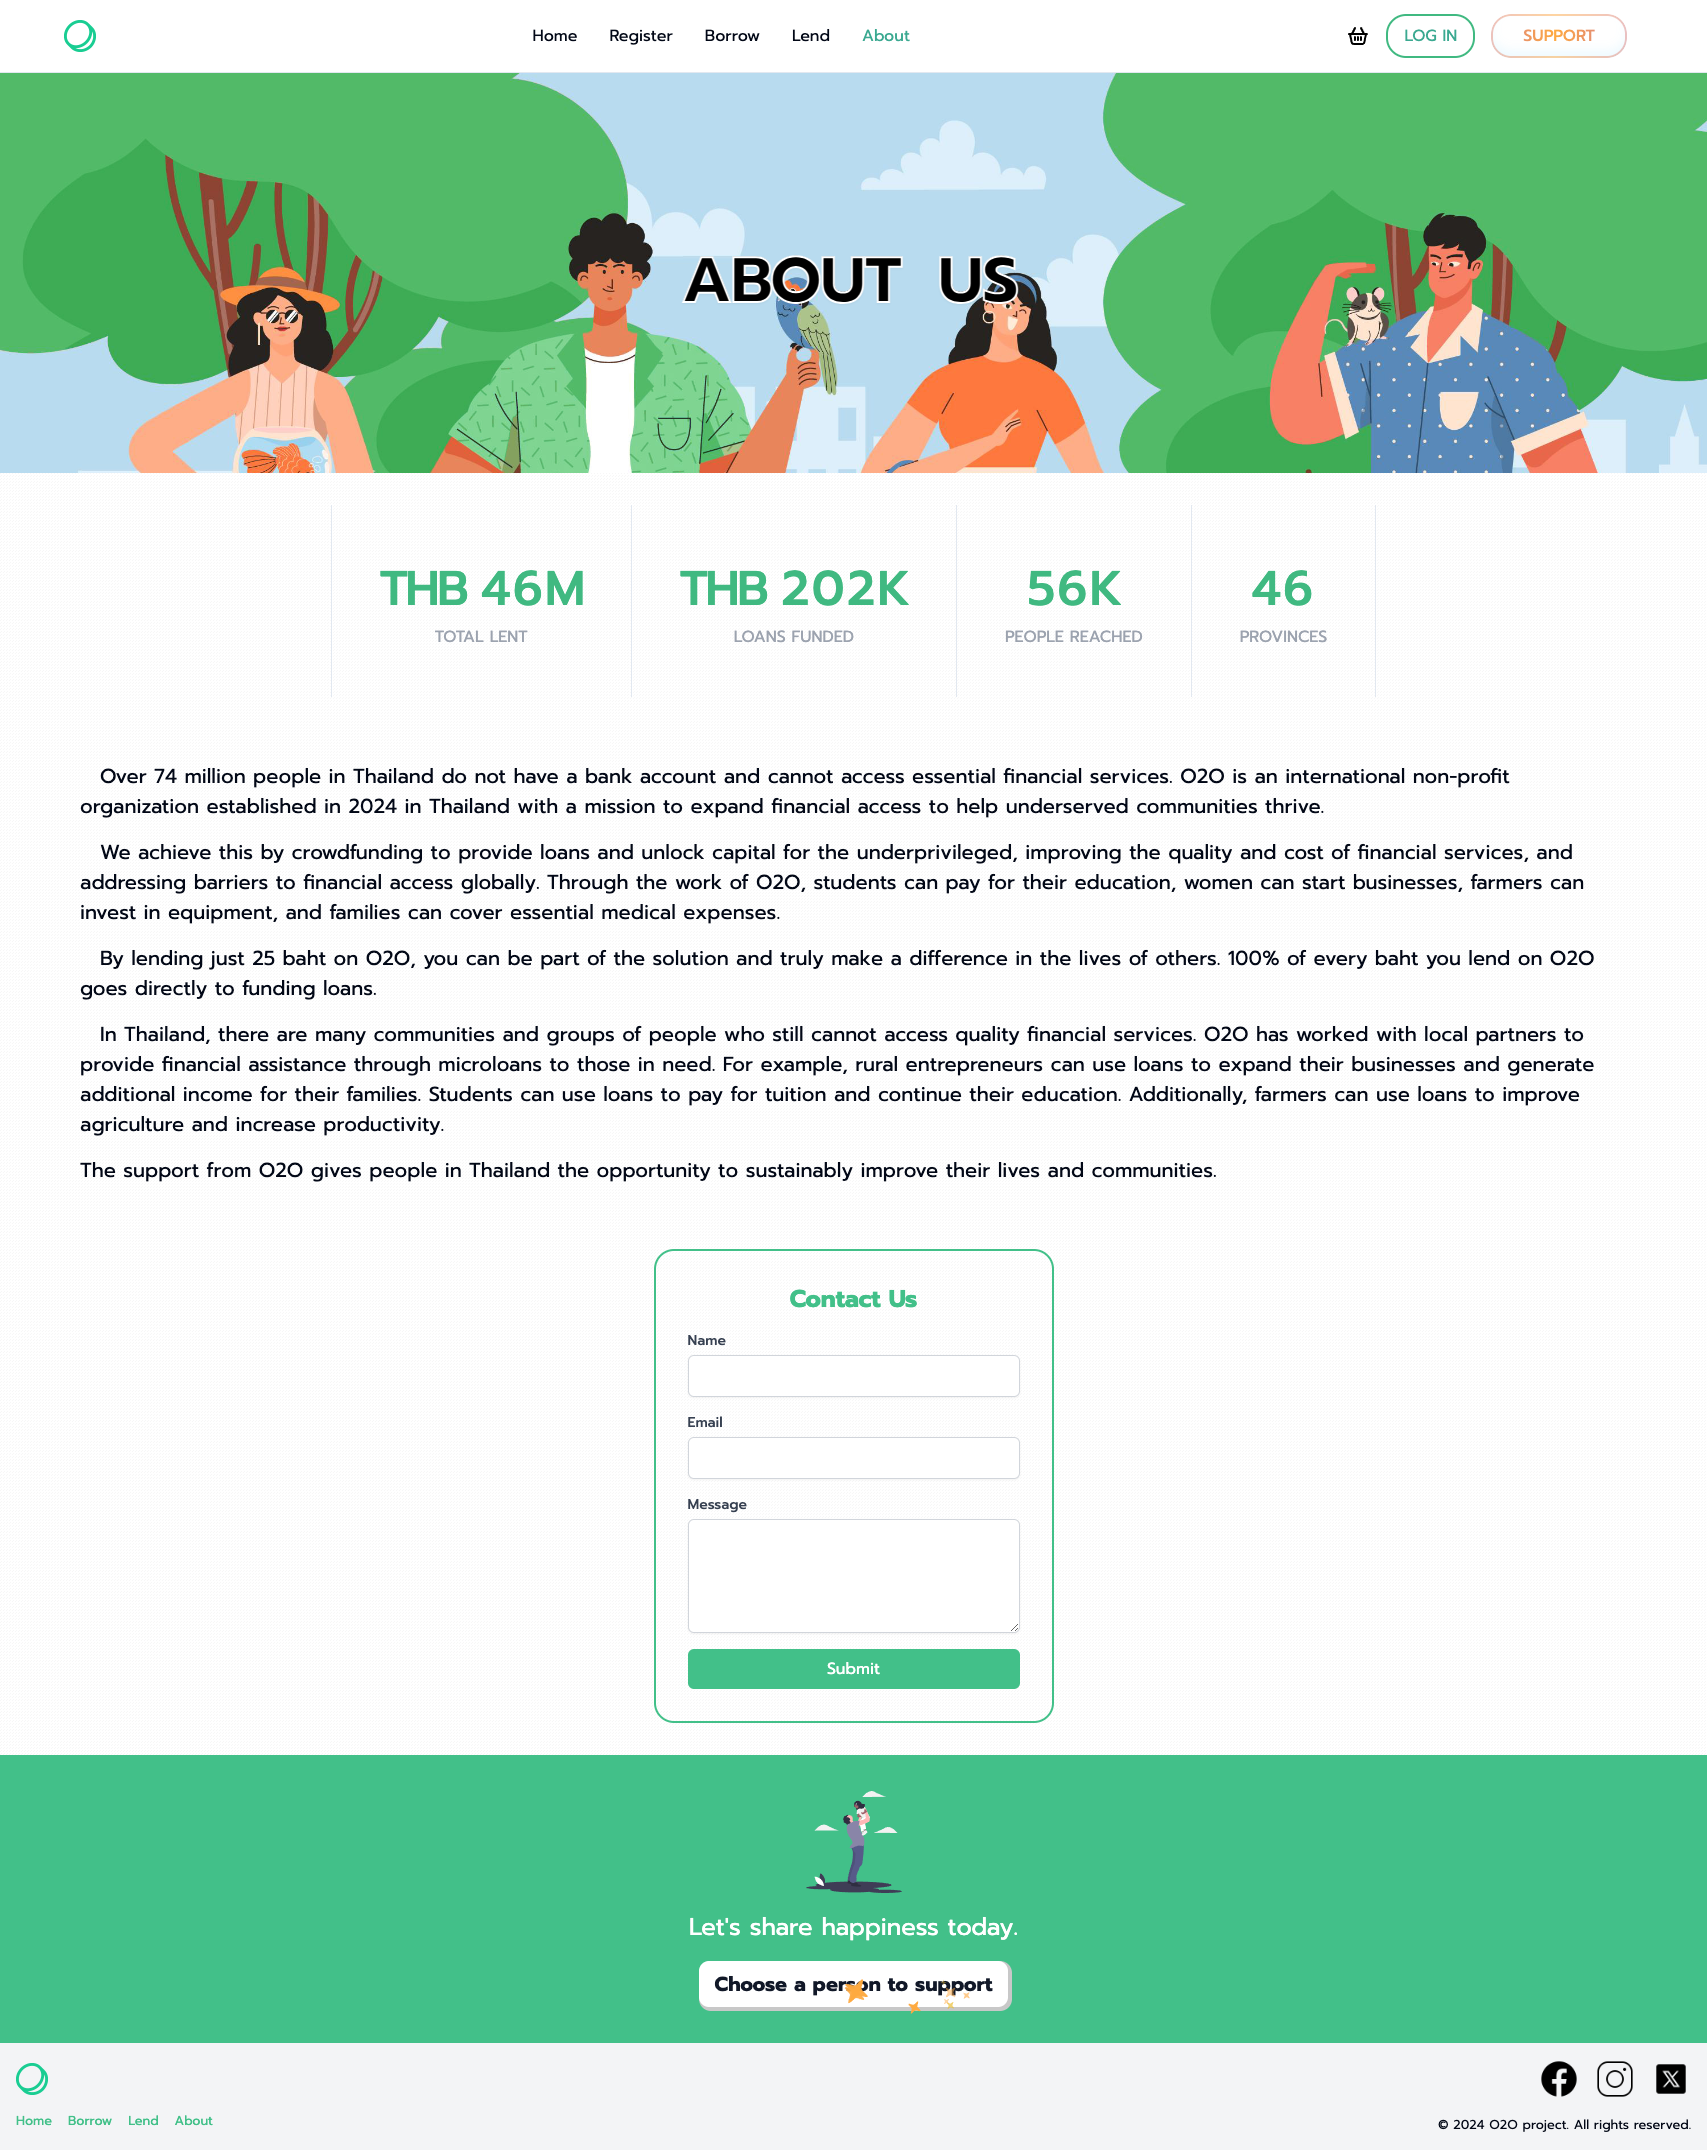 Home Register Borrow Lend About LOG IN SUPPORT
ABOUT US
THB 46M THB 202K 56K 46
TOTAL LENT LOANS FUNDED PEOPLE REACHED PROVINCES
Over 74 million people in Thailand do not have a bank account and cannot access essential financial services. O2O is an international non-profit
organization established in 2024 in Thailand with a mission to expand financial access to help underserved communities thrive.
We achieve this by crowdfunding to provide loans and unlock capital for the underprivileged, improving the quality and cost of financial services, and
addressing barriers to financial access globally. Through the work of O2O, students can pay for their education, women can start businesses, farmers can
invest in equipment, and families can cover essential medical expenses.
By lending just 25 baht on O2O, you can be part of the solution and truly make a difference in the lives of others. 100% of every baht you lend on O2O
goes directly to funding loans.
In Thailand, there are many communities and groups of people who still cannot access quality financial services. O2O has worked with local partners to
provide financial assistance through microloans to those in need. For example, rural entrepreneurs can use loans to expand their businesses and generate
additional income for their families. Students can use loans to pay for tuition and continue their education. Additionally, farmers can use loans to improve
agriculture and increase productivity.
The support from O2O gives people in Thailand the opportunity to sustainably improve their lives and communities.
Contact Us
Name
Email
Message
Submit
Let's share happiness today.
Choose a person to support
Home Borrow Lend About
© 2024 O2O project. All rights reserved.